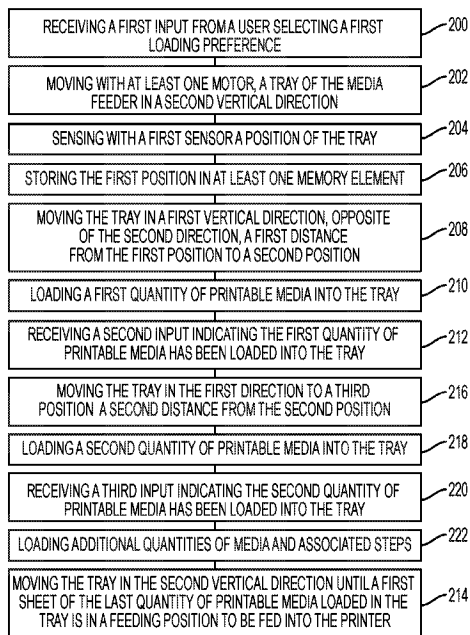 RECEIVING A FIRST INPUT FROM A USER SELECTING A FIRST
LOADING PREFERENCE
200
MOVING WITH AT LEAST ONE MOTOR, A TRAY OF THE MEDIA
FEEDER IN A SECOND VERTICAL DIRECTION
202
SENSING WITH A FIRST SENSOR A POSITION OF THE TRAY
204
STORING THE FIRST POSITION IN AT LEAST ONE MEMORY ELEMENT
206
MOVING THE TRAY IN A FIRST VERTICAL DIRECTION, OPPOSITE
OF THE SECOND DIRECTION, A FIRST DISTANCE
FROM THE FIRST POSITION TO A SECOND POSITION
208
LOADING A FIRST QUANTITY OF PRINTABLE MEDIA INTO THE TRAY
210
RECEIVING A SECOND INPUT INDICATING THE FIRST QUANTITY OF
PRINTABLE MEDIA HAS BEEN LOADED INTO THE TRAY
212
MOVING THE TRAY IN THE FIRST DIRECTION TO A THIRD
POSITION A SECOND DISTANCE FROM THE SECOND POSITION
216
LOADING A SECOND QUANTITY OF PRINTABLE MEDIA INTO THE TRAY
218
RECEIVING A THIRD INPUT INDICATING THE SECOND QUANTITY OF
PRINTABLE MEDIA HAS BEEN LOADED INTO THE TRAY
220
LOADING ADDITIONAL QUANTITIES OF MEDIA AND ASSOCIATED STEPS
222
MOVING THE TRAY IN THE SECOND VERTICAL DIRECTION UNTIL A FIRST
SHEET OF THE LAST QUANTITY OF PRINTABLE MEDIA LOADED IN THE
TRAY IS IN A FEEDING POSITION TO BE FED INTO THE PRINTER
214